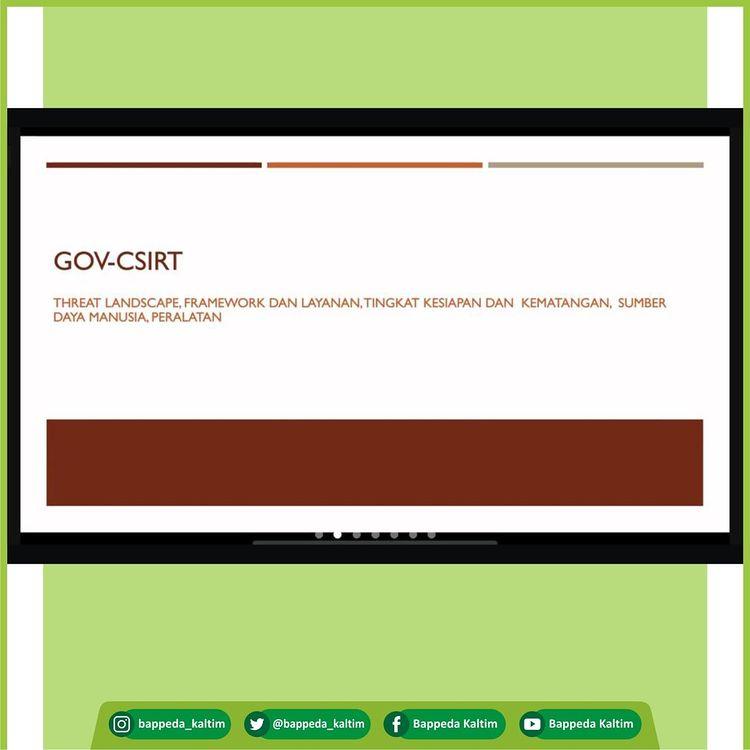 GOV-CSIRT
THREAT LANDSCAPE, FRAMEWORK DAN LAYANAN, TINGKAT KESIAPAN DAN KEMATANGAN, SUMBER
DAYA MANUSIA, PERALATAN
bappeda_kaltim @bappeda_kaltim Bappeda Kaltim Bappeda Kaltim